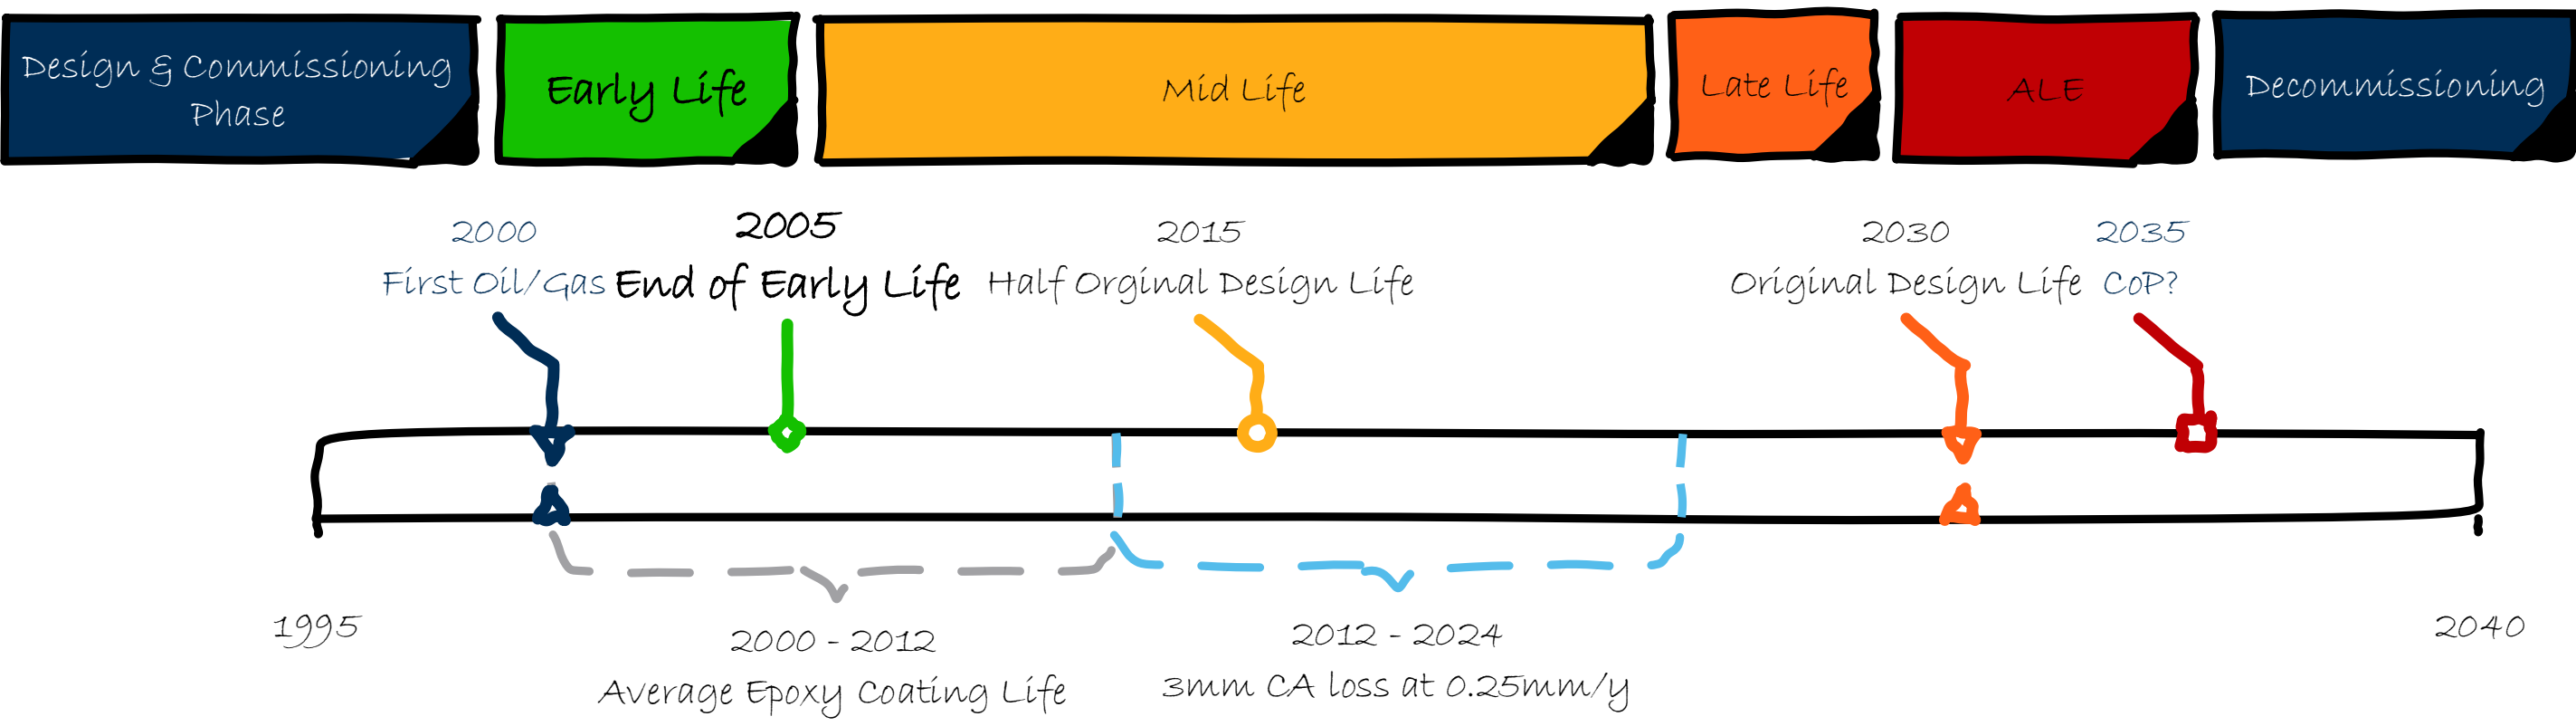 Design & Commissioning
Phase
Early Life
Mid Life
Late Life
ALE
Decommissioning
2000
First Oil/Gas
2005
End of Early Life
2015
Half Orginal Design Life
2030
Original Design Life
2035
CoP?
1995
2000 - 2012
Average Epoxy Coating Life
2012 - 2024
3mm CA loss at 0.25mm/y
2040